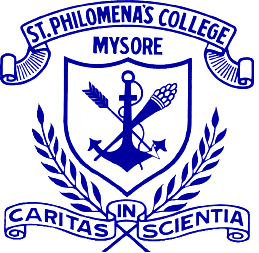 ST. PHILOMENA'S COLLEGE
MYSORE
CARITAS IN SCIENTIA